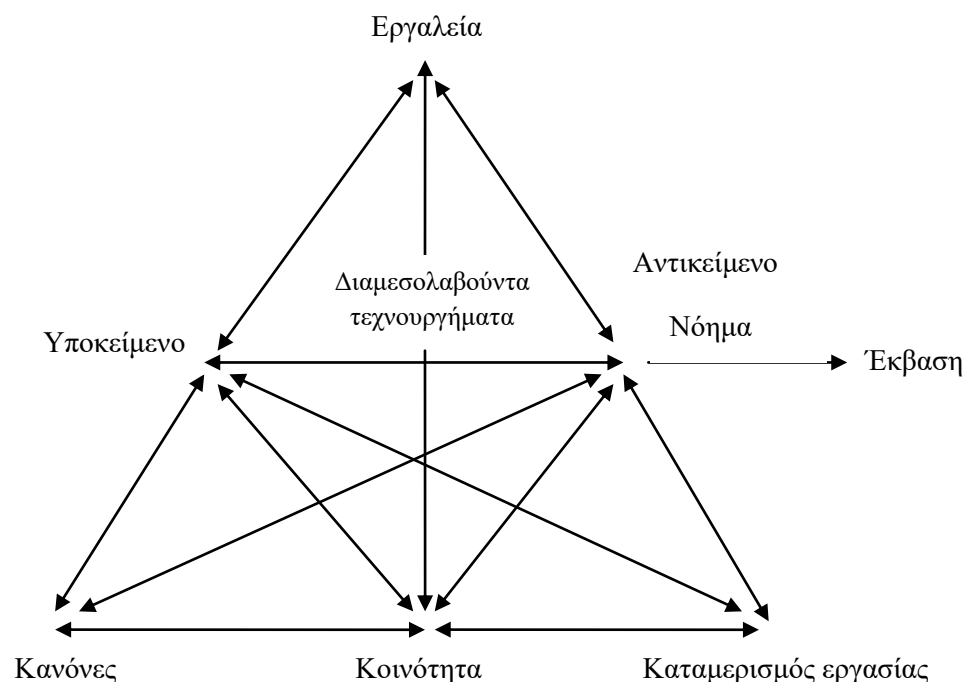 Εργαλεία
Αντικείμενο
Διαμεσολαβούντα
τεχνουργήματα
Νόημα
Υποκείμενο
Έκβαση
Κανόνες
Κοινότητα
Καταμερισμός εργασίας